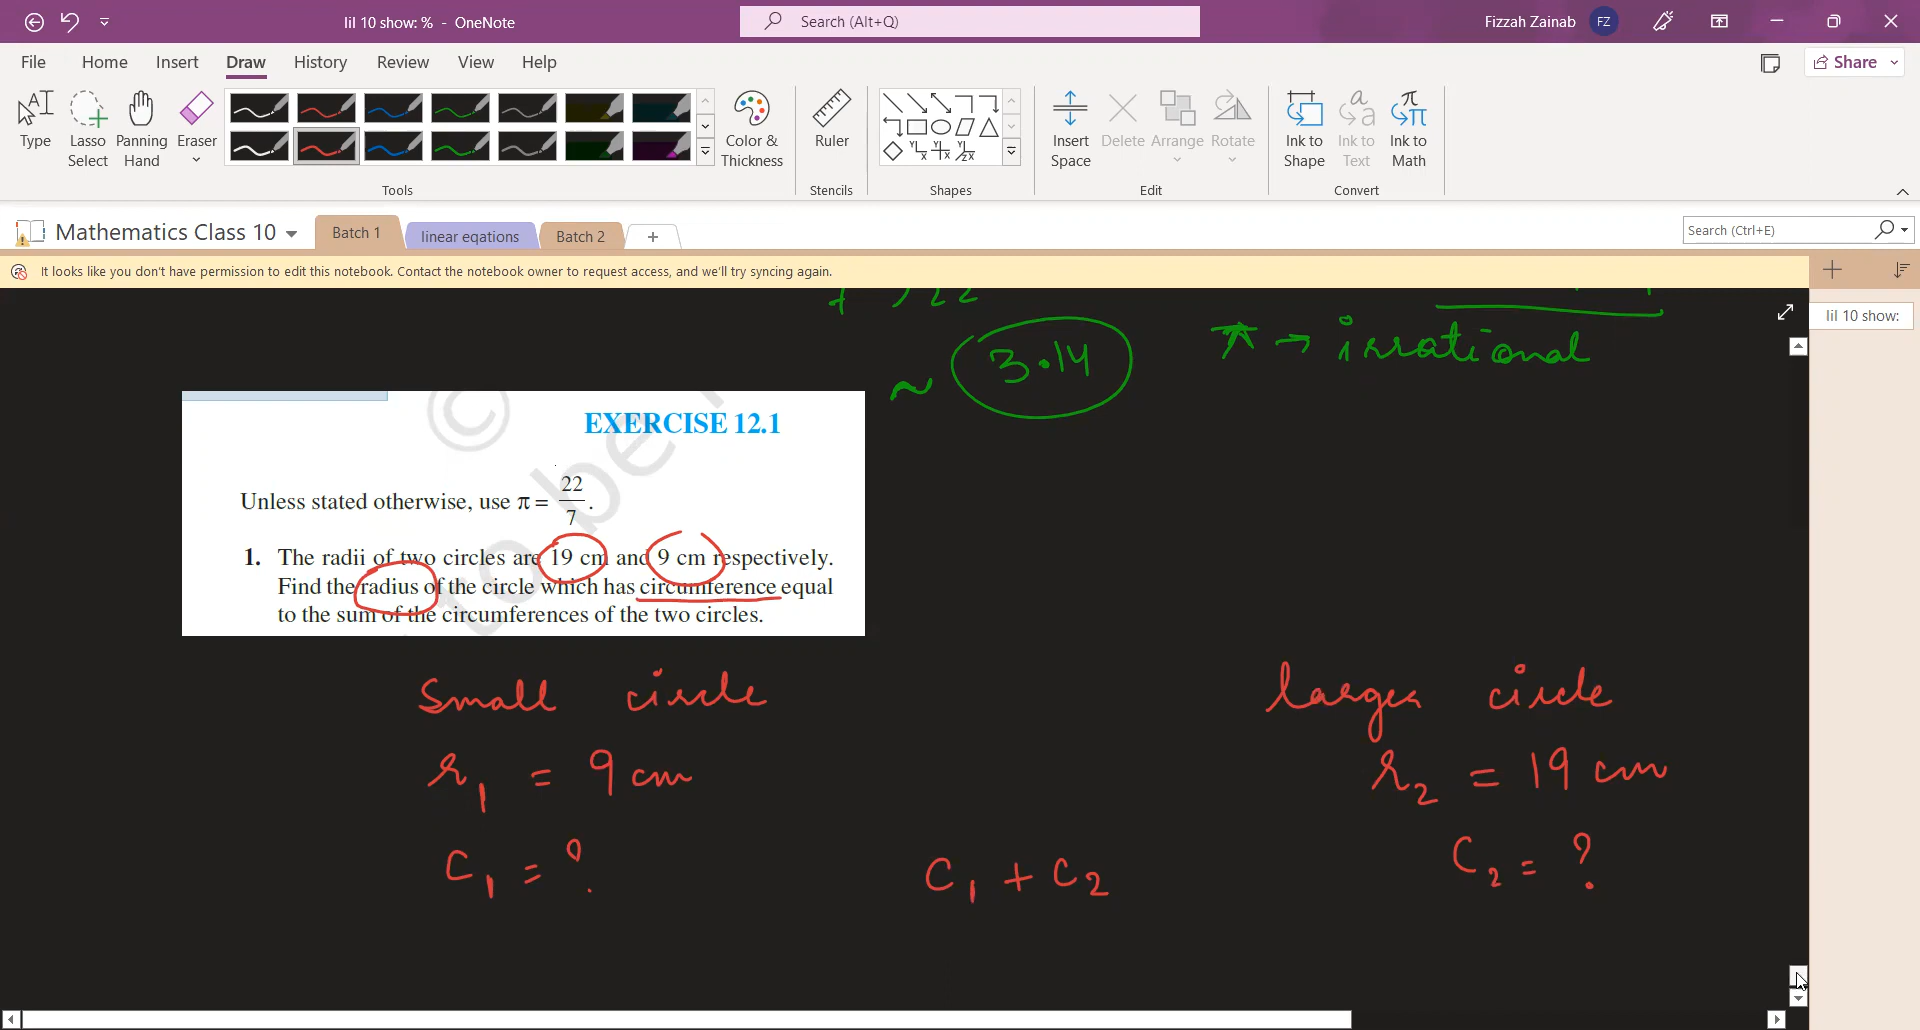 lil 10 show: % - OneNote
Search (Alt+Q)
Fizzah Zainab FZ
File Home Insert Draw History Review View Help
Share
Type
Lasso Select
Panning Hand
Eraser
Color & Thickness
Ruler
Insert Space
Delete
Arrange
Rotate
Ink to Shape
Ink to Text
Ink to Math
Tools Stencils Shapes Edit Convert
Mathematics Class 10
Batch 1 linear eqations Batch 2
Search (Ctrl+E)
It looks like you don't have permission to edit this notebook. Contact the notebook owner to request access, and we'll try syncing again.
lil 10 show:
~ 3.14
π → irrational
©
to be
EXERCISE 12.1
Unless stated otherwise, use π = 22/7.
1. The radii of two circles are 19 cm and 9 cm respectively.
Find the radius of the circle which has circumference equal
to the sum of the circumferences of the two circles.
Small circle
larger circle
r1 = 9 cm
r2 = 19 cm
C1 = ?
C1 + C2
C2 = ?